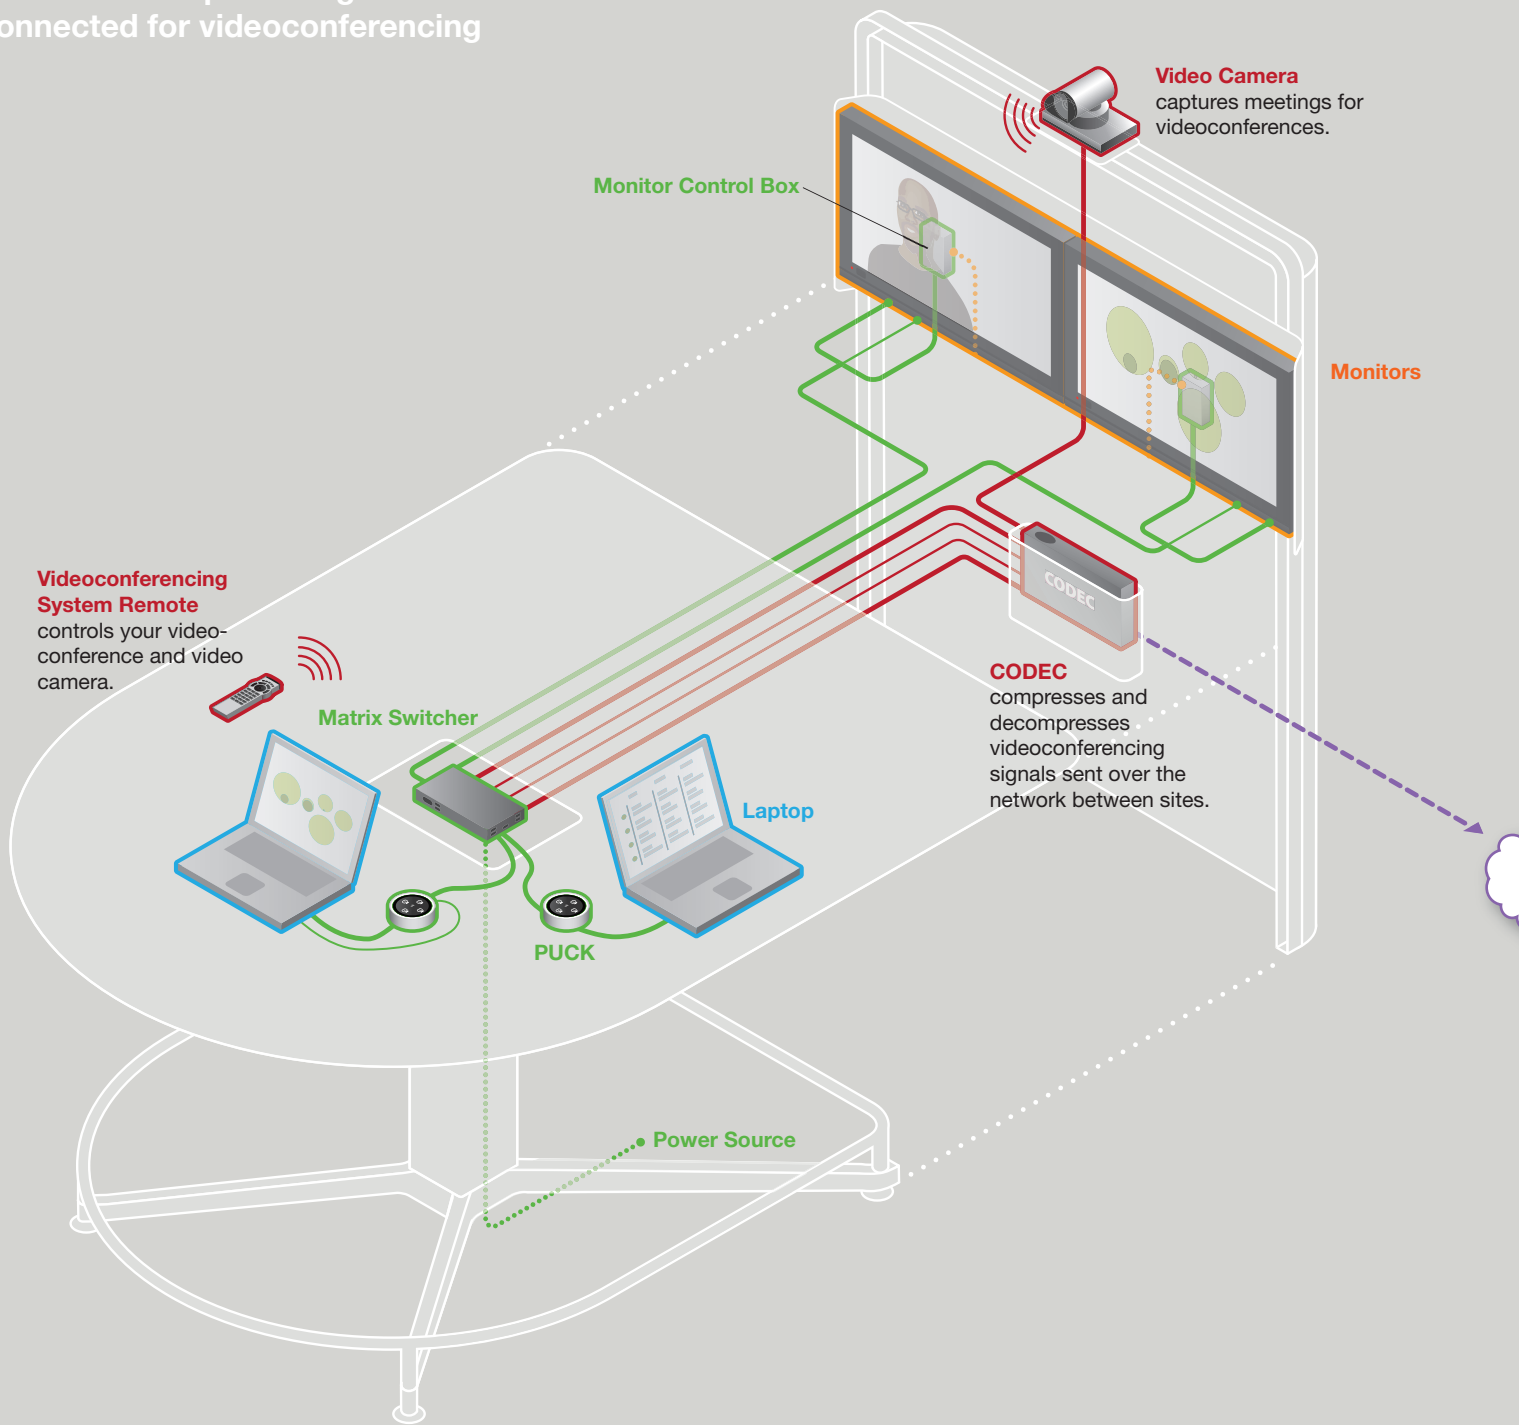 onnected for videoconferencing
Video Camera
captures meetings for
videoconferences.
Monitor Control Box
Monitors
Videoconferencing
System Remote
controls your video-
conference and video
camera.
CODEC
CODEC
compresses and
decompresses
videoconferencing
signals sent over the
network between sites.
Matrix Switcher
Laptop
PUCK
Power Source